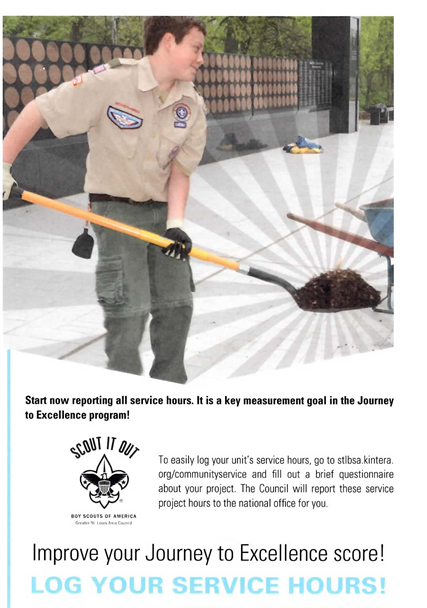 Start now reporting all service hours. It is a key measurement goal in the Journey
to Excellence program!
SCOUT IT OUT
To easily log your unit's service hours, go to stlbsa.kintera.
org/communityservice and fill out a brief questionnaire
about your project. The Council will report these service
project hours to the national office for you.
BOY SCOUTS OF AMERICA
Greater St. Louis Area Council
Improve your Journey to Excellence score!
LOG YOUR SERVICE HOURS!